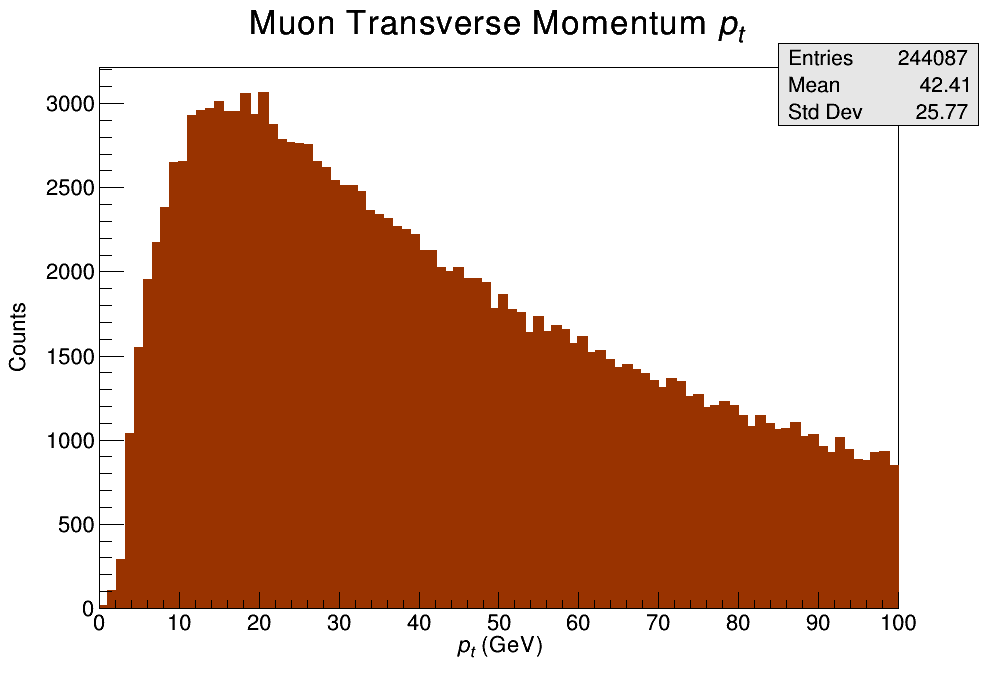 Muon Transverse Momentum p_t
Entries 244087
Mean 42.41
Std Dev 25.77
3000
2500
2000
1500
1000
500
0
Counts
0 10 20 30 40 50 60 70 80 90 100
p_t (GeV)